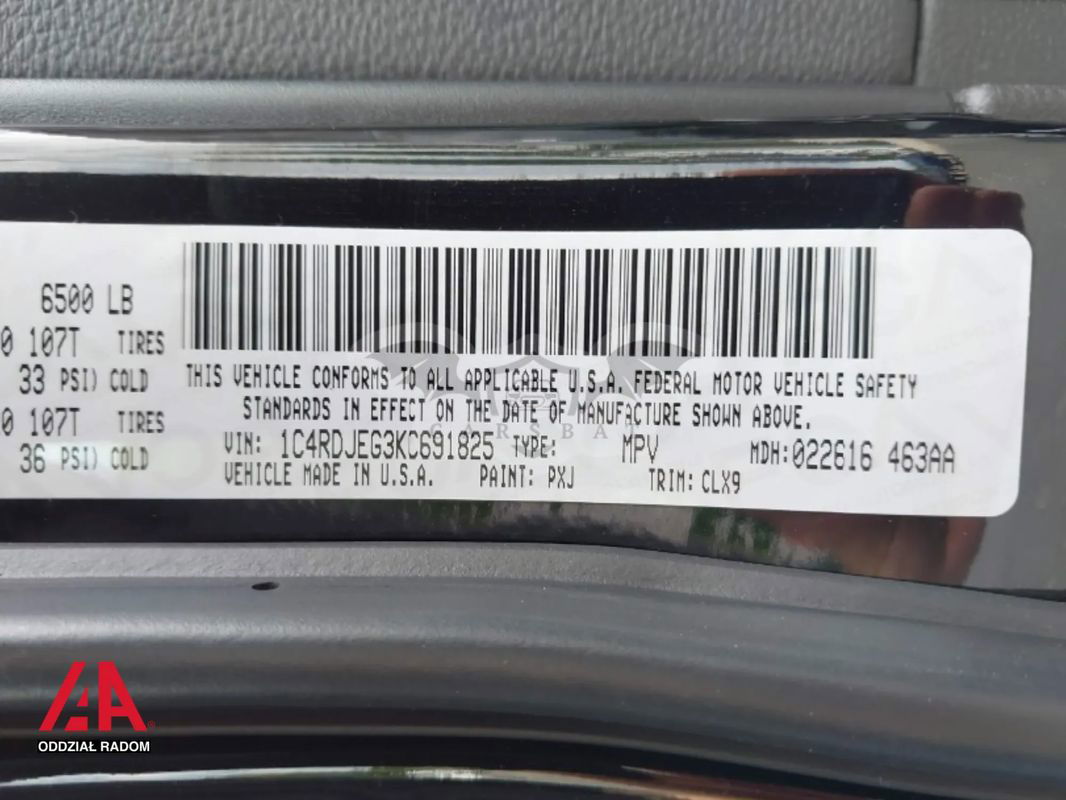 6500 LB
0 107T TIRES
33 PSI) COLD
0 107T TIRES
36 PSI) COLD
THIS VEHICLE CONFORMS TO ALL APPLICABLE U.S.A. FEDERAL MOTOR VEHICLE SAFETY
STANDARDS IN EFFECT ON THE DATE OF MANUFACTURE SHOWN ABOVE.
VIN: 1C4RDJEG3KC691825 TYPE: MPV MDH:022616 463AA
VEHICLE MADE IN U.S.A. PAINT: PXJ TRIM: CLX9
CARSBAT
AA®
ODDZIAŁ RADOM